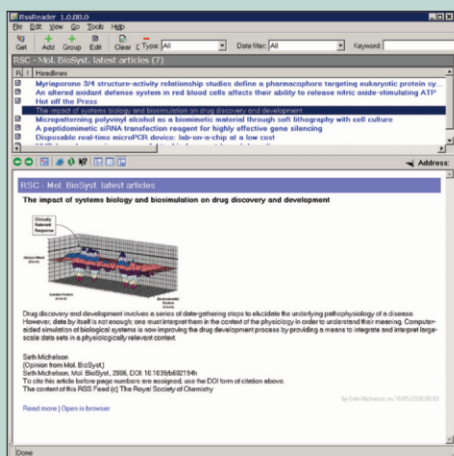 RssReader 1.0.88.0
File Edit View Go Tools Help
Get Add Group Edit Clear Type: All Date filter: All Keyword:
RSC - Mol. BioSyst. latest articles (7)
R ! Headlines
Myriaporone 3/4 structure-activity relationship studies define a pharmacophore targeting eukaryotic protein sy...
An altered oxidant defense system in red blood cells affects their ability to release nitric oxide-stimulating ATP
Hot off the Press
The impact of systems biology and biosimulation on drug discovery and development
Micropatterning polyvinyl alcohol as a biomimetic material through soft lithography with cell culture
A peptidomimetic siRNA transfection reagent for highly effective gene silencing
Disposable real-time microPCR device: lab-on-a-chip at a low cost
Address:
RSC - Mol. BioSyst. latest articles
The impact of systems biology and biosimulation on drug discovery and development
Clinically
Relevant
Response
Drug discovery and development involves a series of data-gathering steps to elucidate the underlying pathophysiology of a disease.
However, data by itself is not enough; one must interpret them in the context of the physiology in order to understand their meaning. Computer-
aided simulation of biological systems is now improving the drug development process by providing a means to integrate and interpret large-
scale data sets in a physiologically relevant context.
Seth Michelson
(Opinion from Mol. BioSyst.)
Seth Michelson, Mol. BioSyst., 2006, DOI: 10.1039/b602194h
To cite this article before page numbers are assigned, use the DOI form of citation above.
The content of this RSS Feed (c) The Royal Society of Chemistry
by Seth Michelson on
Read more | Open in browser
Done